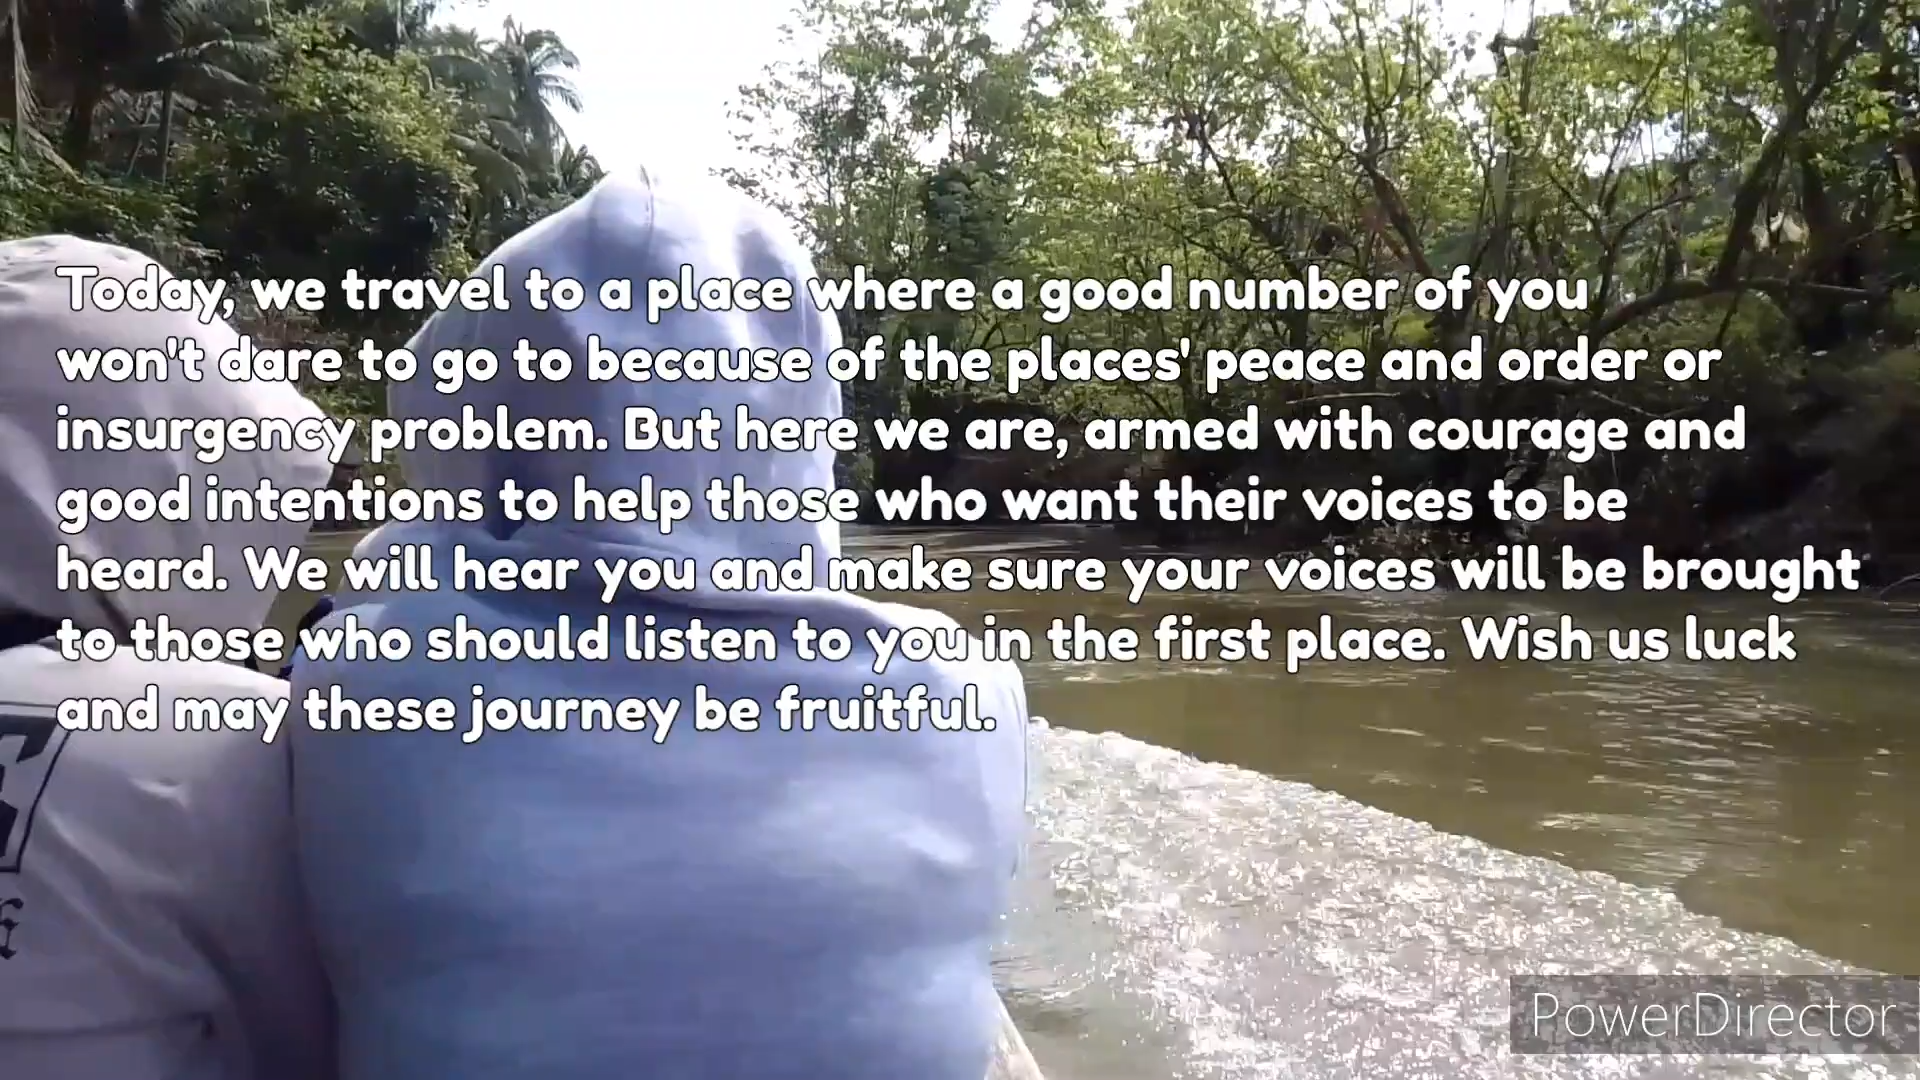 Today, we travel to a place where a good number of you
won't dare to go to because of the places' peace and order or
insurgency problem. But here we are, armed with courage and
good intentions to help those who want their voices to be
heard. We will hear you and make sure your voices will be brought
to those who should listen to you in the first place. Wish us luck
and may these journey be fruitful.
PowerDirector